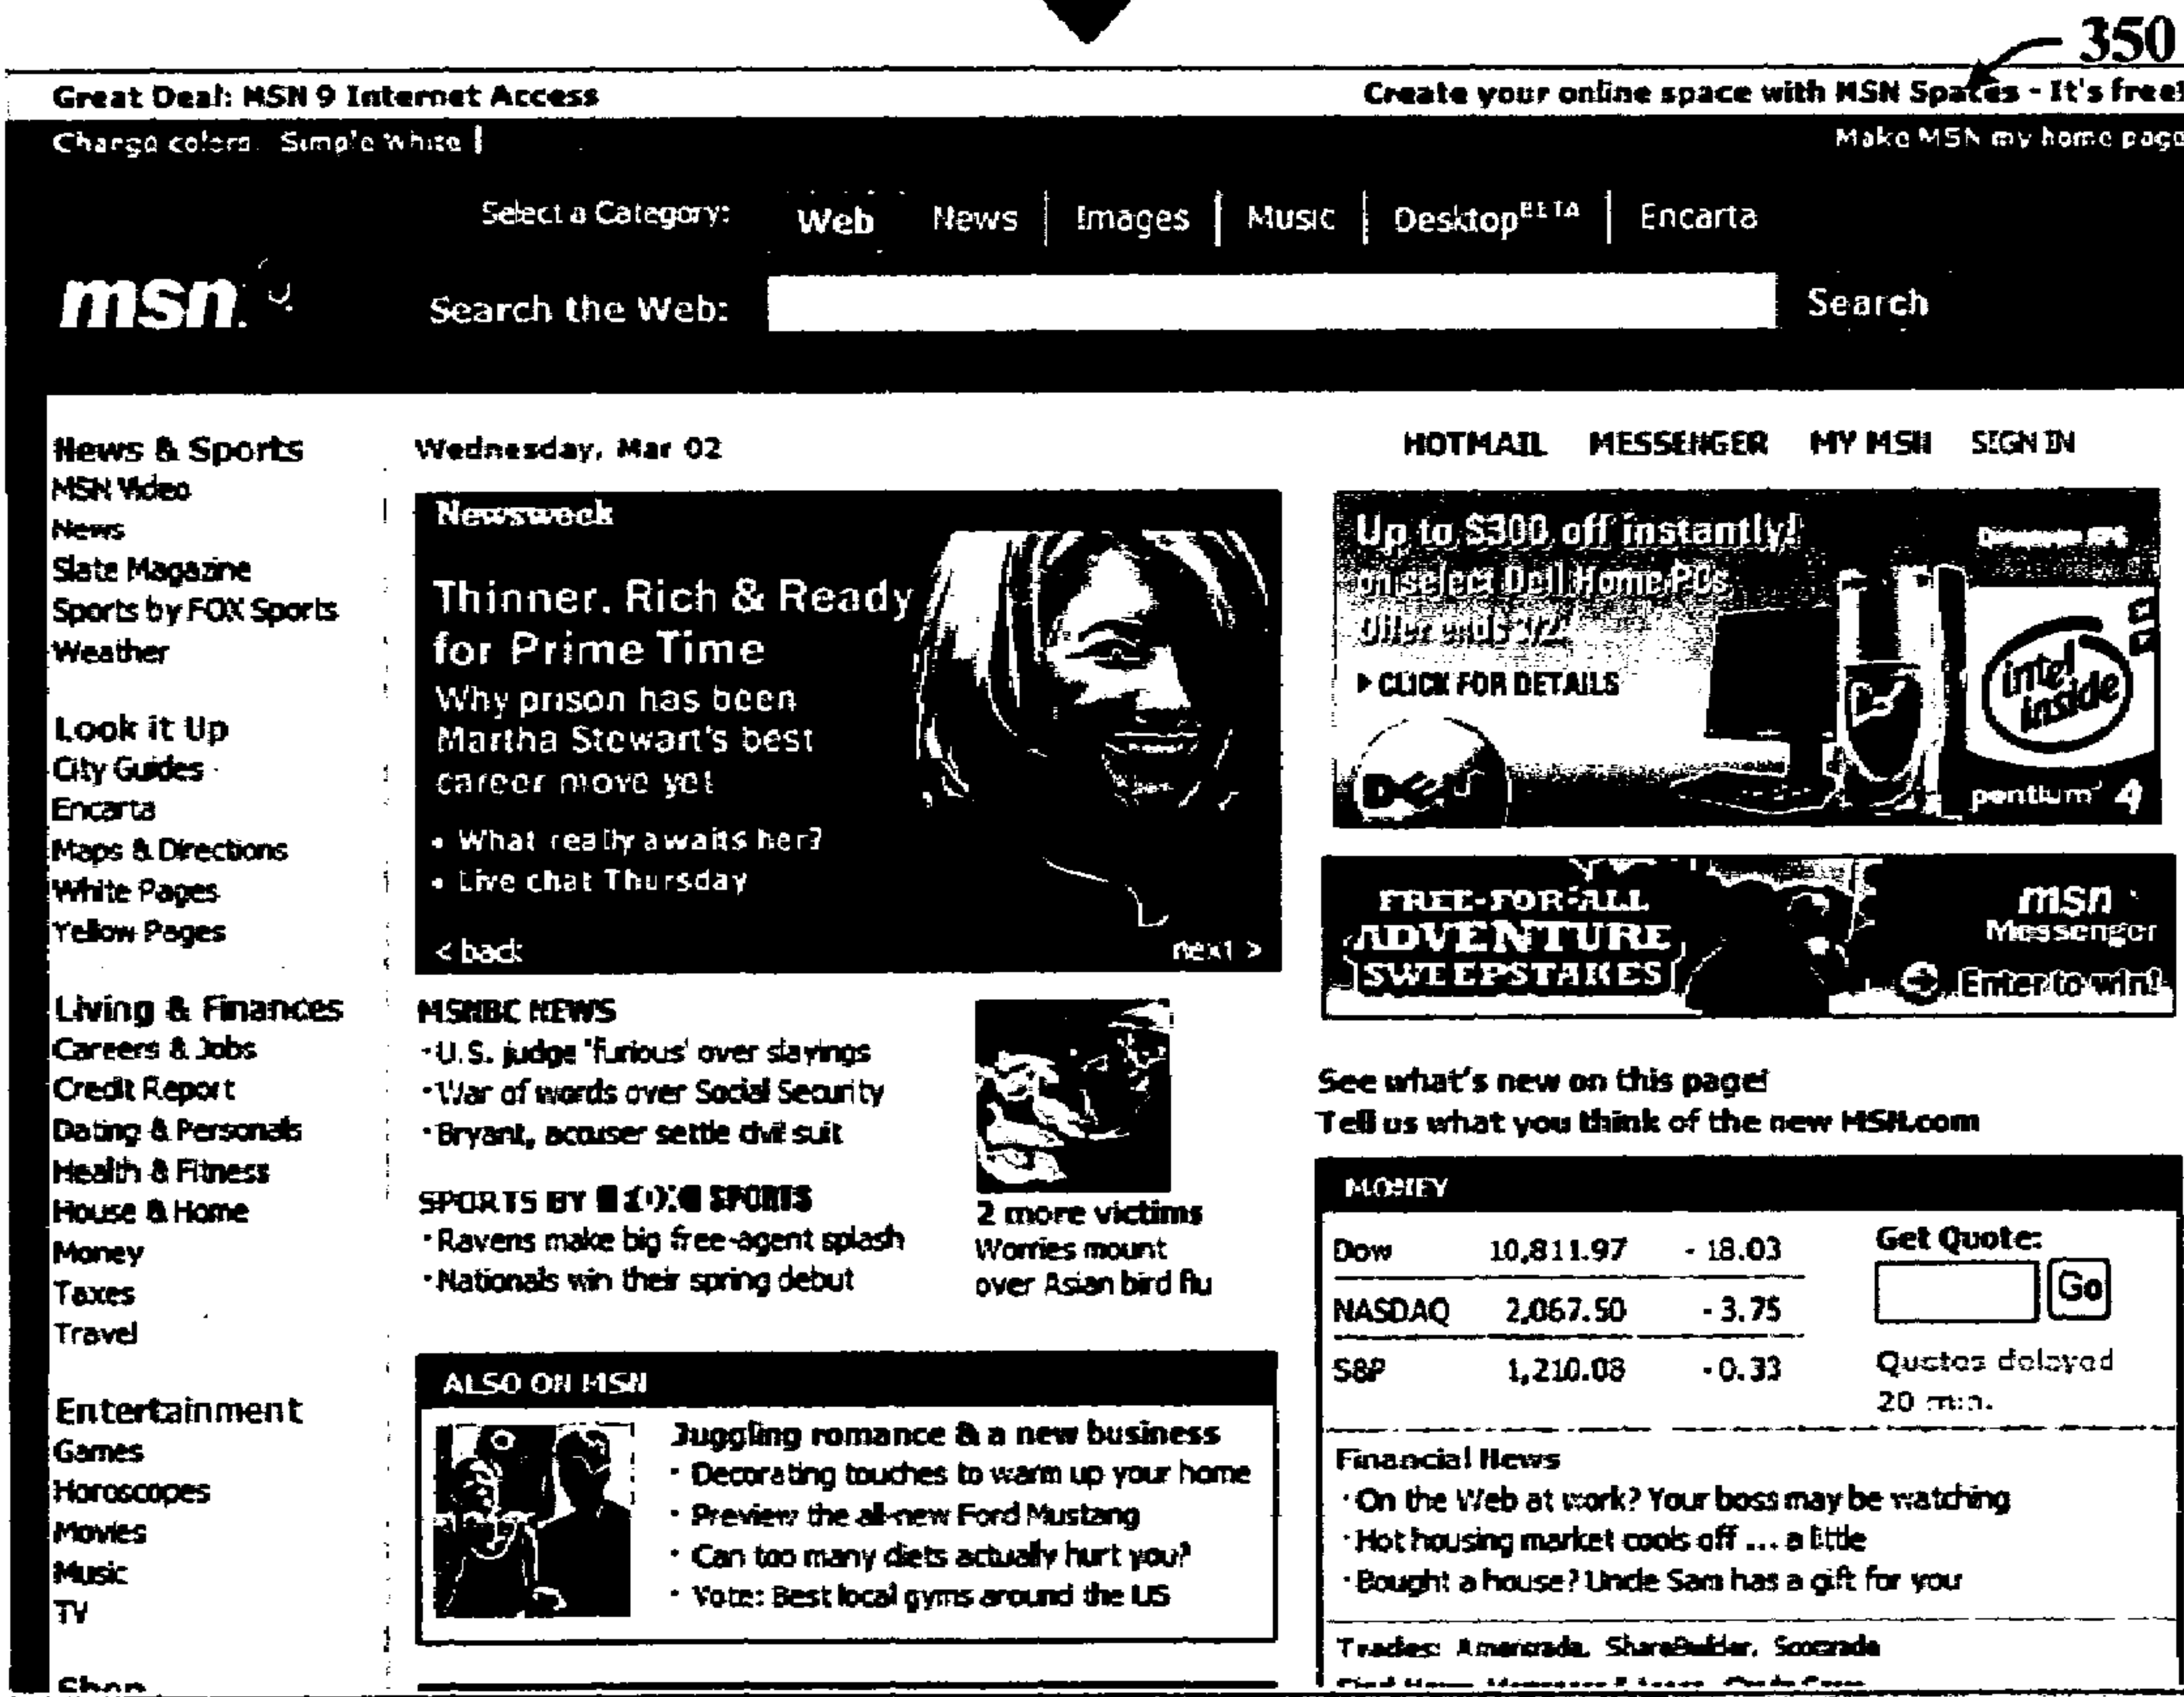 350
Great Deal: MSN 9 Internet Access
Create your online space with MSN Spaces - It's free!
Change colors: Simple White |
Make MSN my home page
Select a Category: Web News | Images | Music | Desktop BETA | Encarta
msn.
Search the Web:
Search
News & Sports
MSN Video
News
Slate Magazine
Sports by FOX Sports
Weather
Look it Up
City Guides
Encarta
Maps & Directions
White Pages
Yellow Pages
Living & Finances
Careers & Jobs
Credit Report
Dating & Personals
Health & Fitness
House & Home
Money
Taxes
Travel
Entertainment
Games
Horoscopes
Movies
Music
TV
Shop
Wednesday, Mar 02
Newsweek
Thinner, Rich & Ready
for Prime Time
Why prison has been
Martha Stewart's best
career move yet
• What really awaits her?
• Live chat Thursday
< back
next >
MSNBC NEWS
· U.S. judge 'furious' over slayings
· War of words over Social Security
· Bryant, accuser settle civil suit
SPORTS BY FOX SPORTS
· Ravens make big free-agent splash
· Nationals win their spring debut
2 more victims
Worries mount
over Asian bird flu
ALSO ON MSN
Juggling romance & a new business
· Decorating touches to warm up your home
· Preview the all-new Ford Mustang
· Can too many diets actually hurt you?
· Vote: Best local gyms around the US
HOTMAIL MESSENGER MY MSN SIGN IN
Up to $300 off instantly!
on select Dell Home PCs
Offer ends 3/2
CLICK FOR DETAILS
intel
inside
pentium 4
FREE-FOR-ALL
ADVENTURE
SWEEPSTAKES
msn
Messenger
Enter to win!
See what's new on this page!
Tell us what you think of the new MSN.com
MONEY
Dow 10,811.97 - 18.03
NASDAQ 2,067.50 - 3.75
S&P 1,210.08 - 0.33
Get Quote:
Go
Quotes delayed
20 min.
Financial News
· On the Web at work? Your boss may be watching
· Hot housing market cools off ... a little
· Bought a house? Uncle Sam has a gift for you
Trades: Ameritrade, ShareBuilder, Scottrade